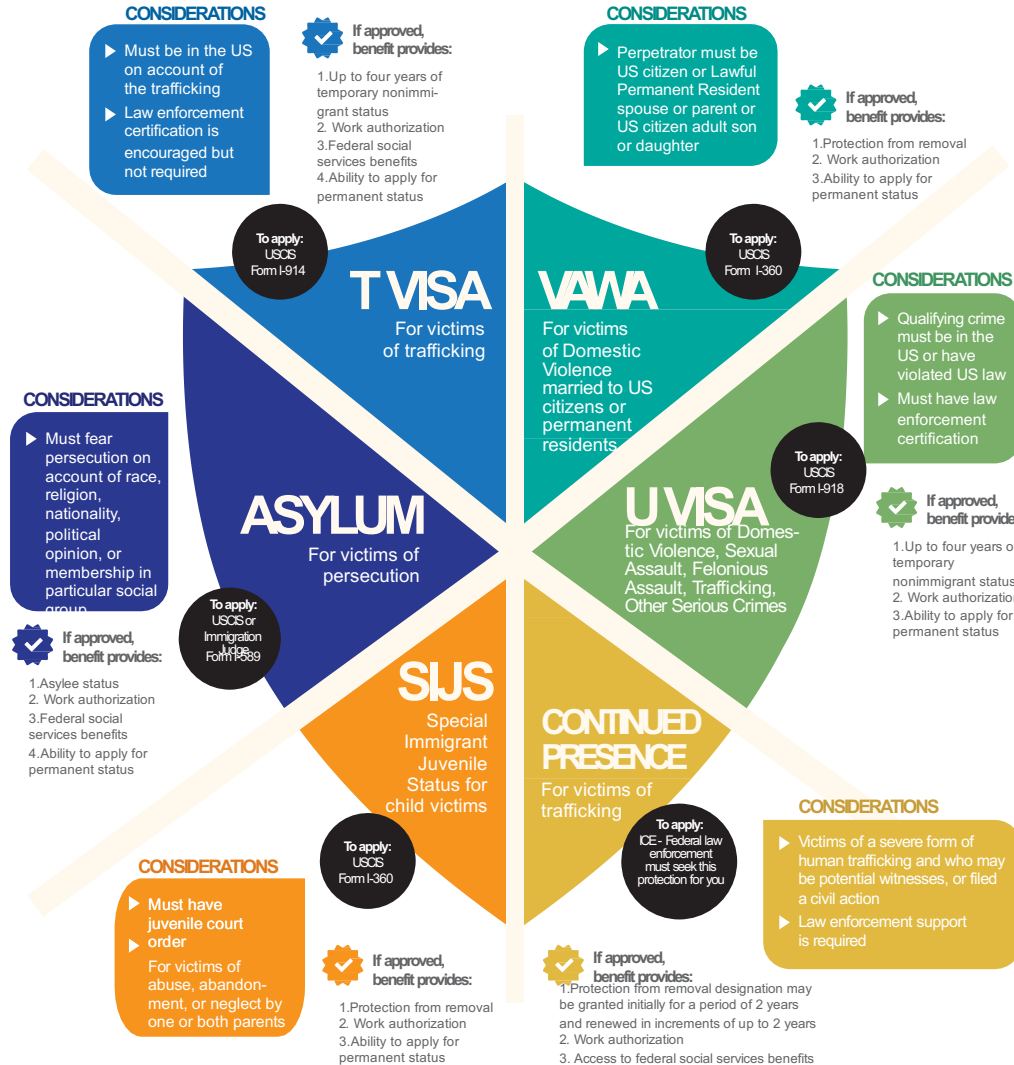 CONSIDERATIONS
Must be in the US
on account of
the trafficking
Law enforcement
certification is
encouraged but
not required
If approved,
benefit provides:
1.Up to four years of
temporary nonimmi-
grant status
2. Work authorization
3.Federal social
services benefits
4.Ability to apply for
permanent status
To apply:
USCIS
Form I-914
T VISA
For victims
of trafficking
CONSIDERATIONS
Perpetrator must be
US citizen or Lawful
Permanent Resident
spouse or parent or
US citizen adult son
or daughter
If approved,
benefit provides:
1.Protection from removal
2. Work authorization
3.Ability to apply for
permanent status
To apply:
USCIS
Form I-360
VAWA
For victims
of Domestic
Violence
married to US
citizens or
permanent
residents
CONSIDERATIONS
Qualifying crime
must be in the
US or have
violated US law
Must have law
enforcement
certification
To apply:
USCIS
Form I-918
If approved,
benefit provide
1.Up to four years o
temporary
nonimmigrant status
2. Work authorization
3.Ability to apply for
permanent status
U VISA
For victims of Domes-
tic Violence, Sexual
Assault, Felonious
Assault, Trafficking,
Other Serious Crimes
CONSIDERATIONS
Must fear
persecution on
account of race,
religion,
nationality,
political
opinion, or
membership in
particular social
group
If approved,
benefit provides:
1.Asylee status
2. Work authorization
3.Federal social
services benefits
4.Ability to apply for
permanent status
To apply:
USCIS or
Immigration
Judge
Form I-589
ASYLUM
For victims of
persecution
SIJS
Special
Immigrant
Juvenile
Status for
child victims
To apply:
USCIS
Form I-360
CONSIDERATIONS
Must have
juvenile court
order
For victims of
abuse, abandon-
ment, or neglect by
one or both parents
If approved,
benefit provides:
1.Protection from removal
2. Work authorization
3.Ability to apply for
permanent status
CONTINUED
PRESENCE
For victims of
trafficking
To apply:
ICE - Federal law
enforcement
must seek this
protection for you
CONSIDERATIONS
Victims of a severe form of
human trafficking and who may
be potential witnesses, or filed
a civil action
Law enforcement support
is required
If approved,
benefit provides:
1.Protection from removal designation may
be granted initially for a period of 2 years
and renewed in increments of up to 2 years
2. Work authorization
3. Access to federal social services benefits